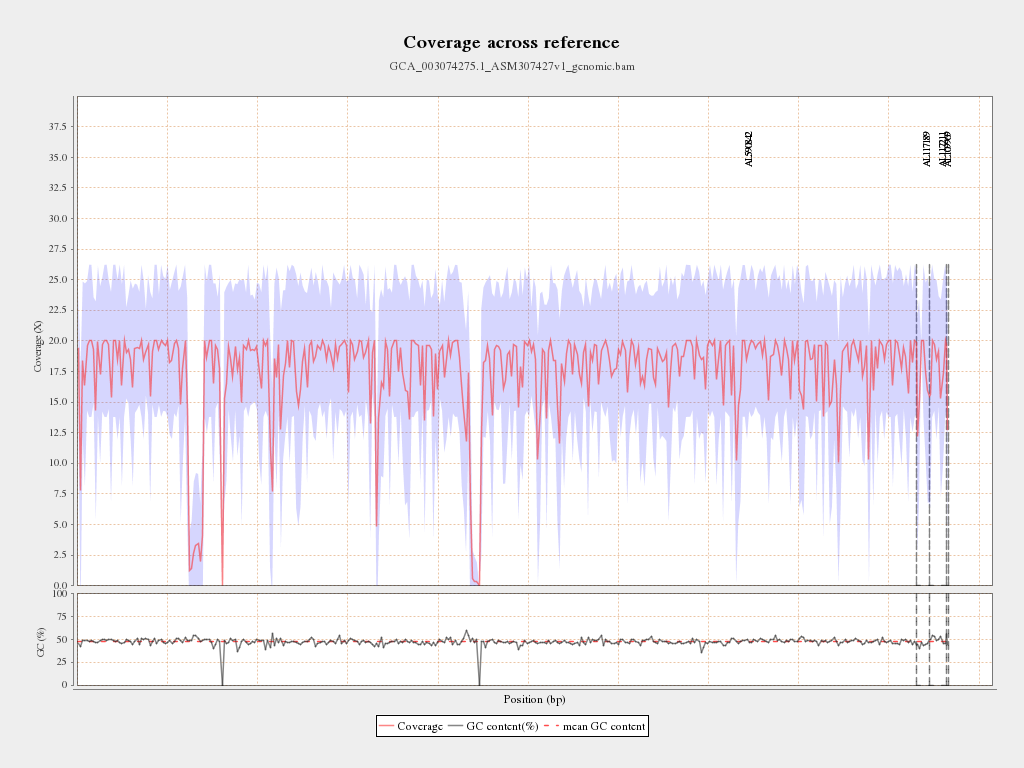 Coverage across reference
GCA_003074275.1_ASM307427v1_genomic.bam
37.5
35.0
32.5
30.0
27.5
25.0
22.5
20.0
17.5
15.0
12.5
10.0
7.5
5.0
2.5
0.0
Coverage (X)
AL590842
AL117189
AL117211
AL109969
100
75
50
25
0
GC (%)
Position (bp)
Coverage GC content(%) mean GC content